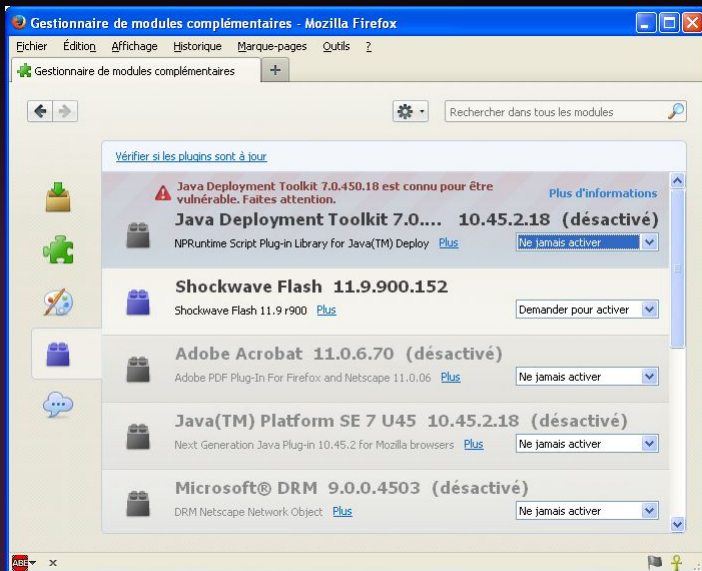 Gestionnaire de modules complémentaires - Mozilla Firefox
Fichier Édition Affichage Historique Marque-pages Outils ?
Gestionnaire de modules complémentaires +
Rechercher dans tous les modules
Vérifier si les plugins sont à jour
Java Deployment Toolkit 7.0.450.18 est connu pour être
vulnérable. Faites attention.
Plus d'informations
Java Deployment Toolkit 7.0.... 10.45.2.18 (désactivé)
NPRuntime Script Plug-in Library for Java(TM) Deploy Plus Ne jamais activer
Shockwave Flash 11.9.900.152
Shockwave Flash 11.9 r900 Plus Demander pour activer
Adobe Acrobat 11.0.6.70 (désactivé)
Adobe PDF Plug-In For Firefox and Netscape 11.0.06 Plus Ne jamais activer
Java(TM) Platform SE 7 U45 10.45.2.18 (désactivé)
Next Generation Java Plug-in 10.45.2 for Mozilla browsers Plus Ne jamais activer
Microsoft® DRM 9.0.0.4503 (désactivé)
DRM Netscape Network Object Plus Ne jamais activer
ABE x